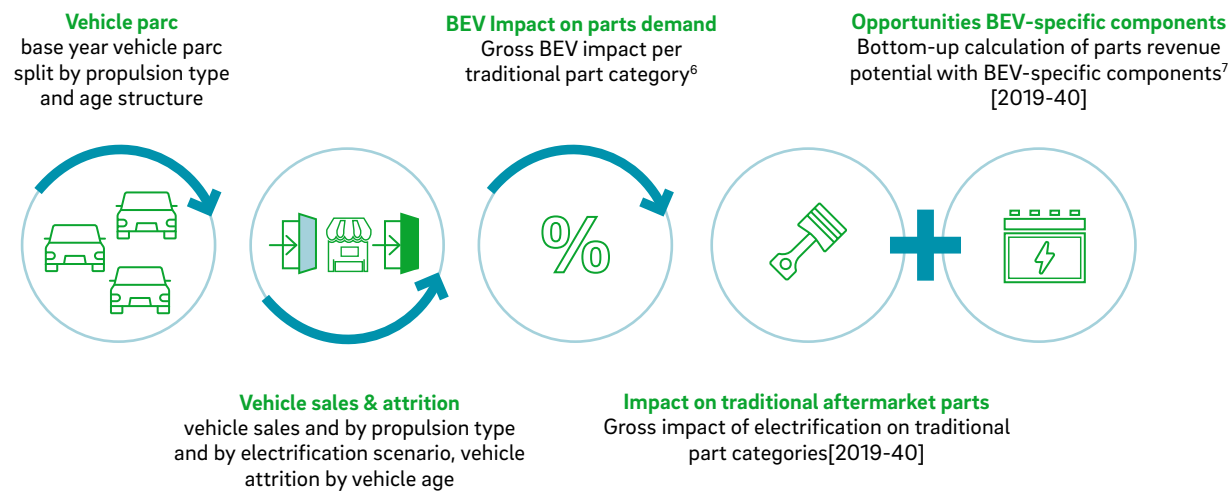 Vehicle parc
base year vehicle parc
split by propulsion type
and age structure
BEV Impact on parts demand
Gross BEV impact per
traditional part category⁶
Opportunities BEV-specific components
Bottom-up calculation of parts revenue
potential with BEV-specific components⁷
[2019-40]
%
Vehicle sales & attrition
vehicle sales and by propulsion type
and by electrification scenario, vehicle
attrition by vehicle age
Impact on traditional aftermarket parts
Gross impact of electrification on traditional
part categories[2019-40]